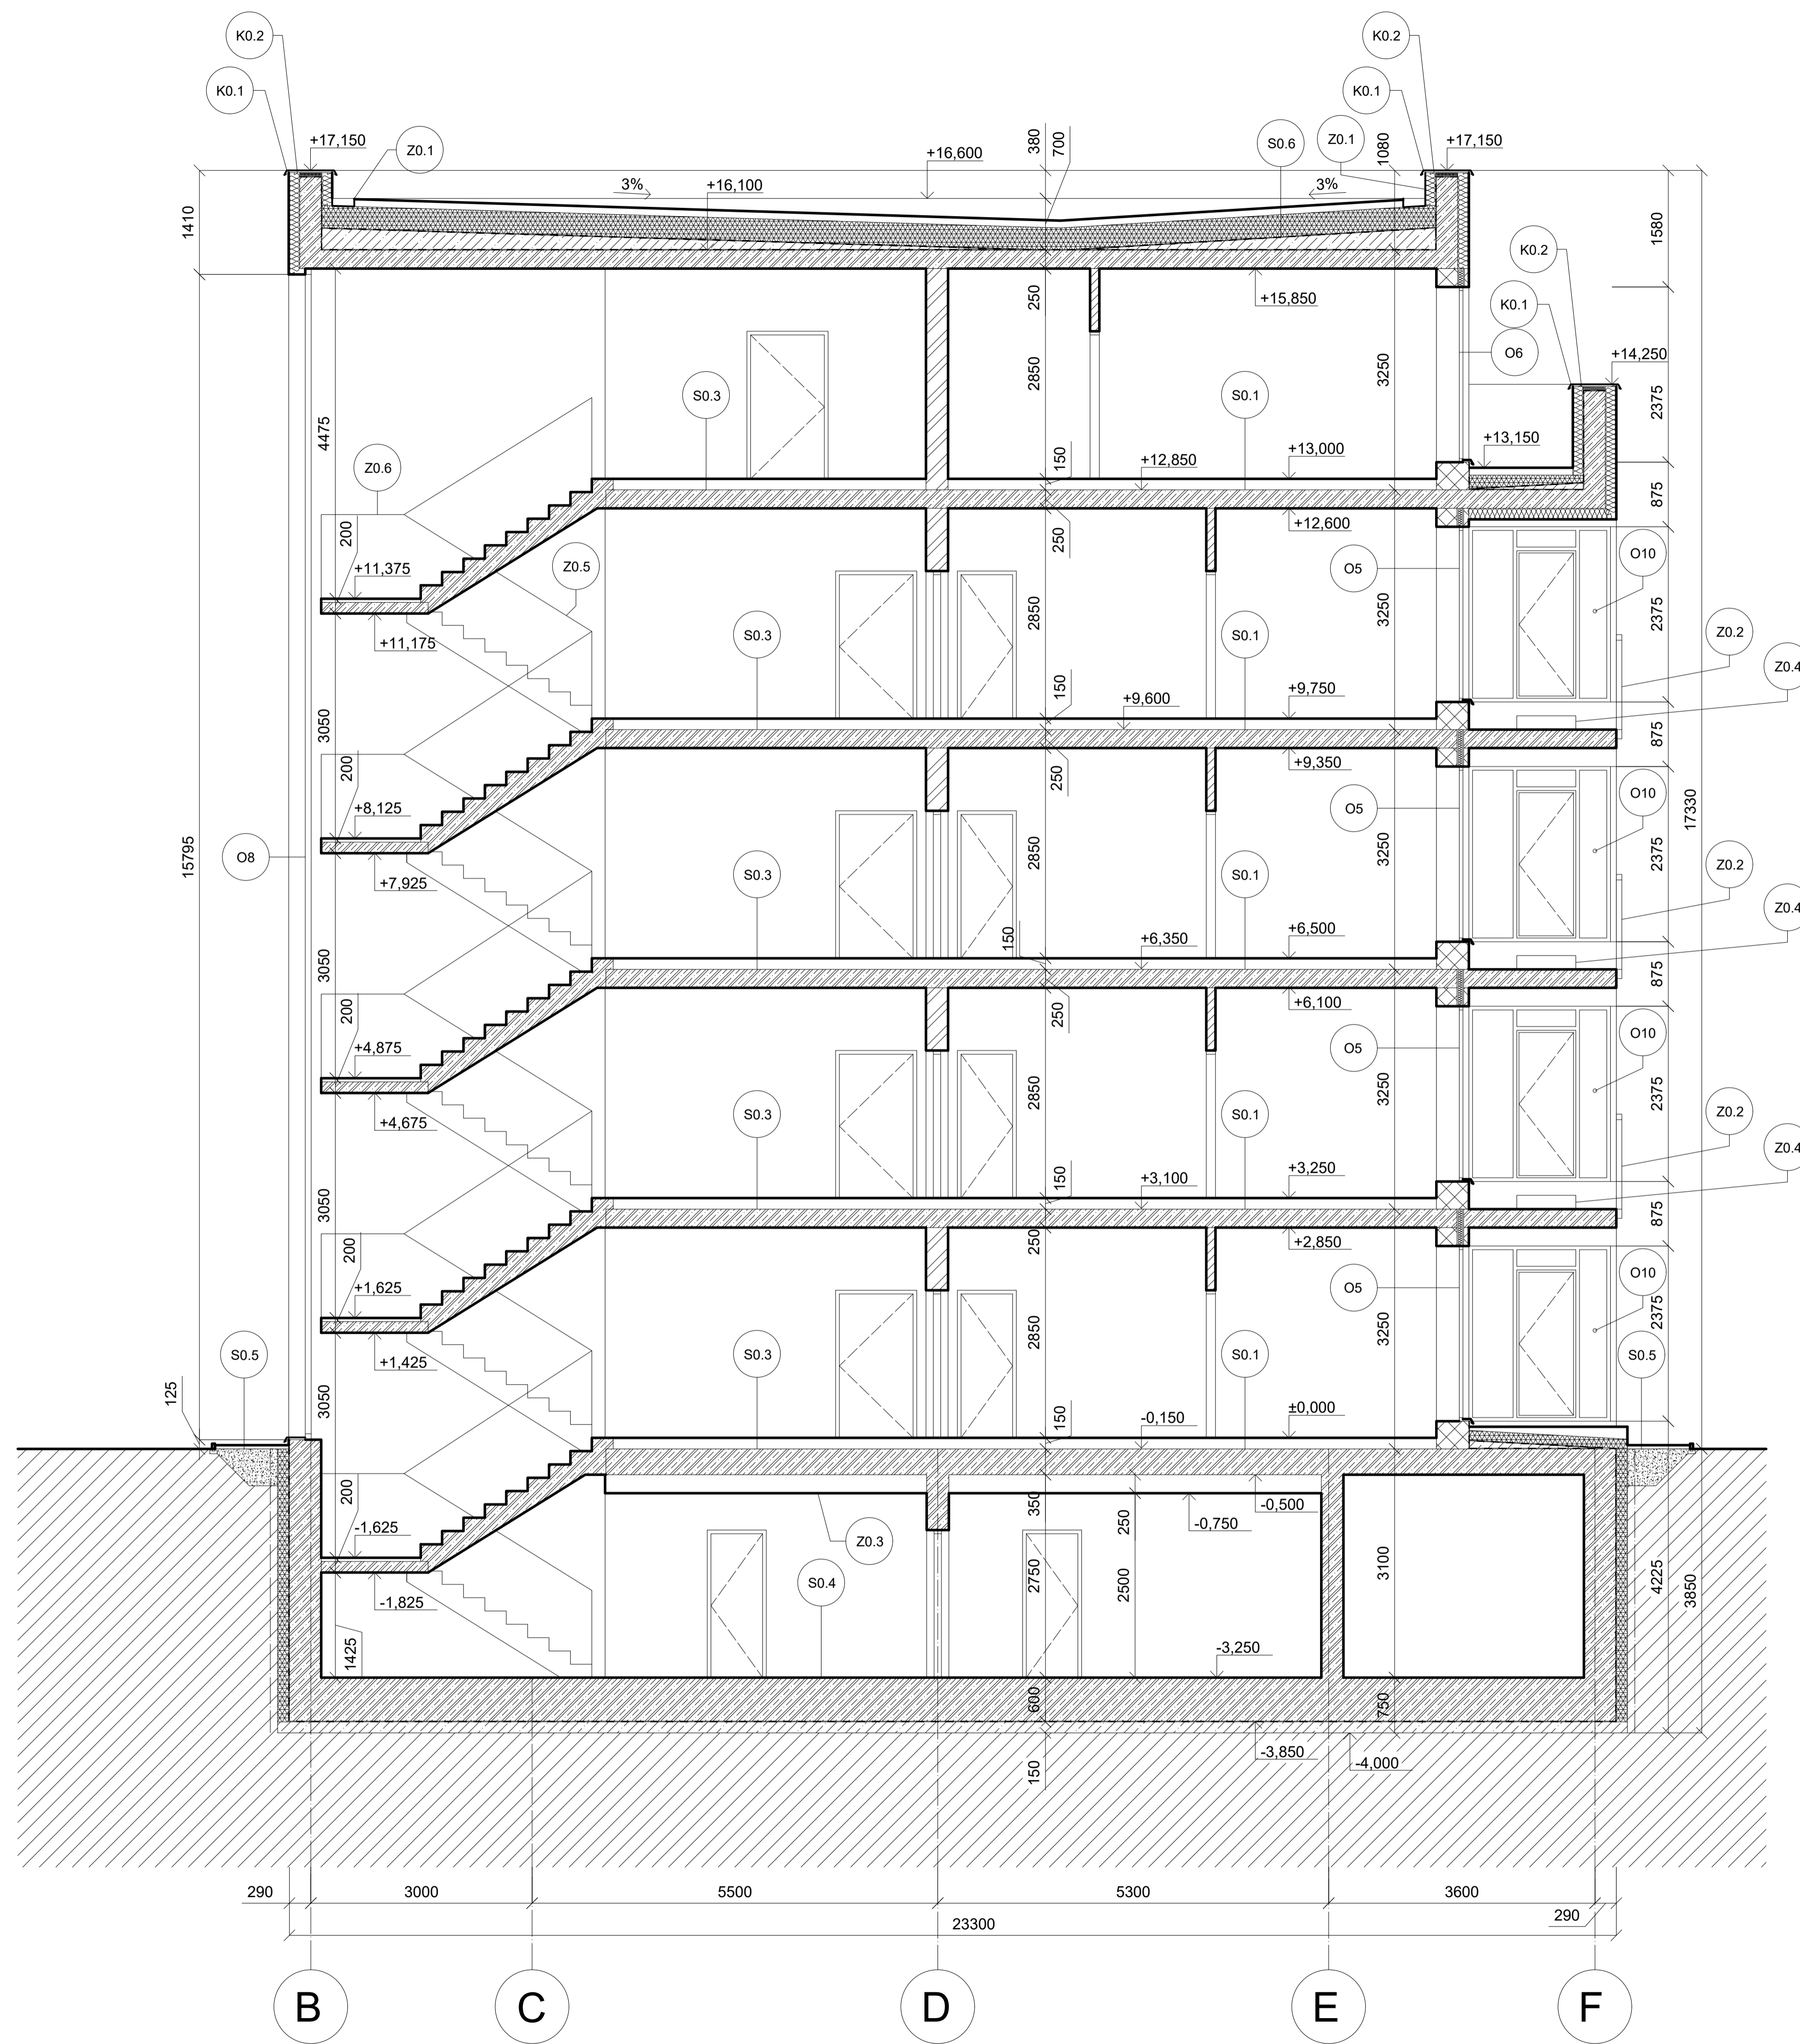 K0.2
K0.2
K0.1
K0.1
+17,150
Z0.1
380
700
+16,600
S0.6
Z0.1
1080
+17,150
3%
+16,100
3%
1410
1580
K0.2
250
+15,850
K0.1
O6
+14,250
2850
3250
2375
S0.3
S0.1
4475
+13,150
Z0.6
150
+12,850
+13,000
875
200
250
+12,600
O10
+11,375
Z0.5
O5
+11,175
S0.3
2850
S0.1
3250
2375
Z0.2
Z0.4
150
+9,600
+9,750
3050
875
200
250
+9,350
O10
+8,125
O5
17330
15795
O8
+7,925
S0.3
2850
S0.1
3250
2375
Z0.2
Z0.4
150
+6,350
+6,500
3050
875
200
250
+6,100
O10
+4,875
O5
+4,675
S0.3
2850
S0.1
3250
2375
Z0.2
Z0.4
150
+3,100
+3,250
3050
875
200
250
+2,850
O10
+1,625
O5
S0.5
+1,425
S0.3
2850
S0.1
3250
2375
S0.5
125
3050
150
-0,150
±0,000
200
350
250
-0,500
-0,750
-1,625
Z0.3
-1,825
S0.4
2750
2500
3100
4225
3850
1425
-3,250
600
750
150
-3,850
-4,000
290
3000
5500
5300
3600
290
23300
B
C
D
E
F